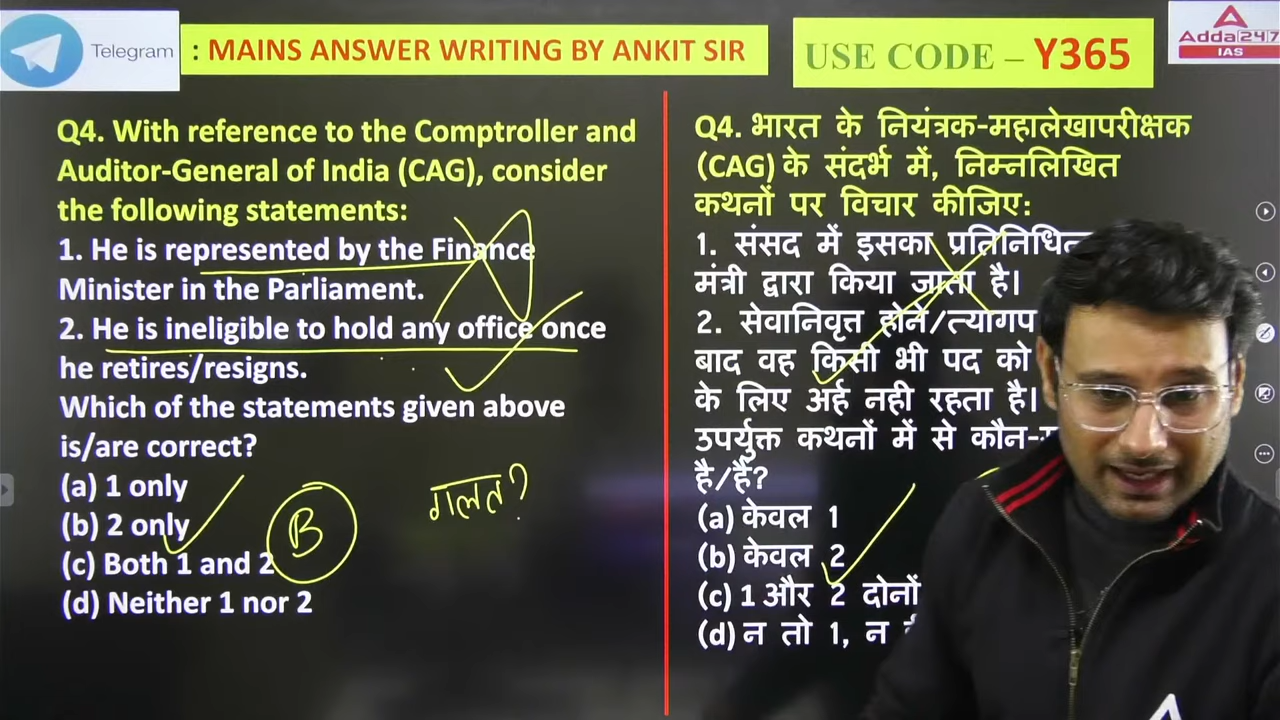 Telegram
: MAINS ANSWER WRITING BY ANKIT SIR
USE CODE – Y365
Adda 247
IAS
Q4. With reference to the Comptroller and
Auditor-General of India (CAG), consider
the following statements:
1. He is represented by the Finance
Minister in the Parliament.
2. He is ineligible to hold any office once
he retires/resigns.
Which of the statements given above
is/are correct?
(a) 1 only
(b) 2 only
(c) Both 1 and 2
(d) Neither 1 nor 2
B
गलत?
Q4. भारत के नियंत्रक-महालेखापरीक्षक
(CAG) के संदर्भ में, निम्नलिखित
कथनों पर विचार कीजिए:
1. संसद में इसका
मंत्री द्वारा किया जाता है।
2. सेवानिवृत्त होने/
बाद वह किसी भी पद को
के लिए अर्ह नही रहता है।
उपर्युक्त कथनों में से
है/हैं?
(a) केवल 1
(b) केवल 2
(c) 1 और 2 दोनों
(d) न तो 1, न